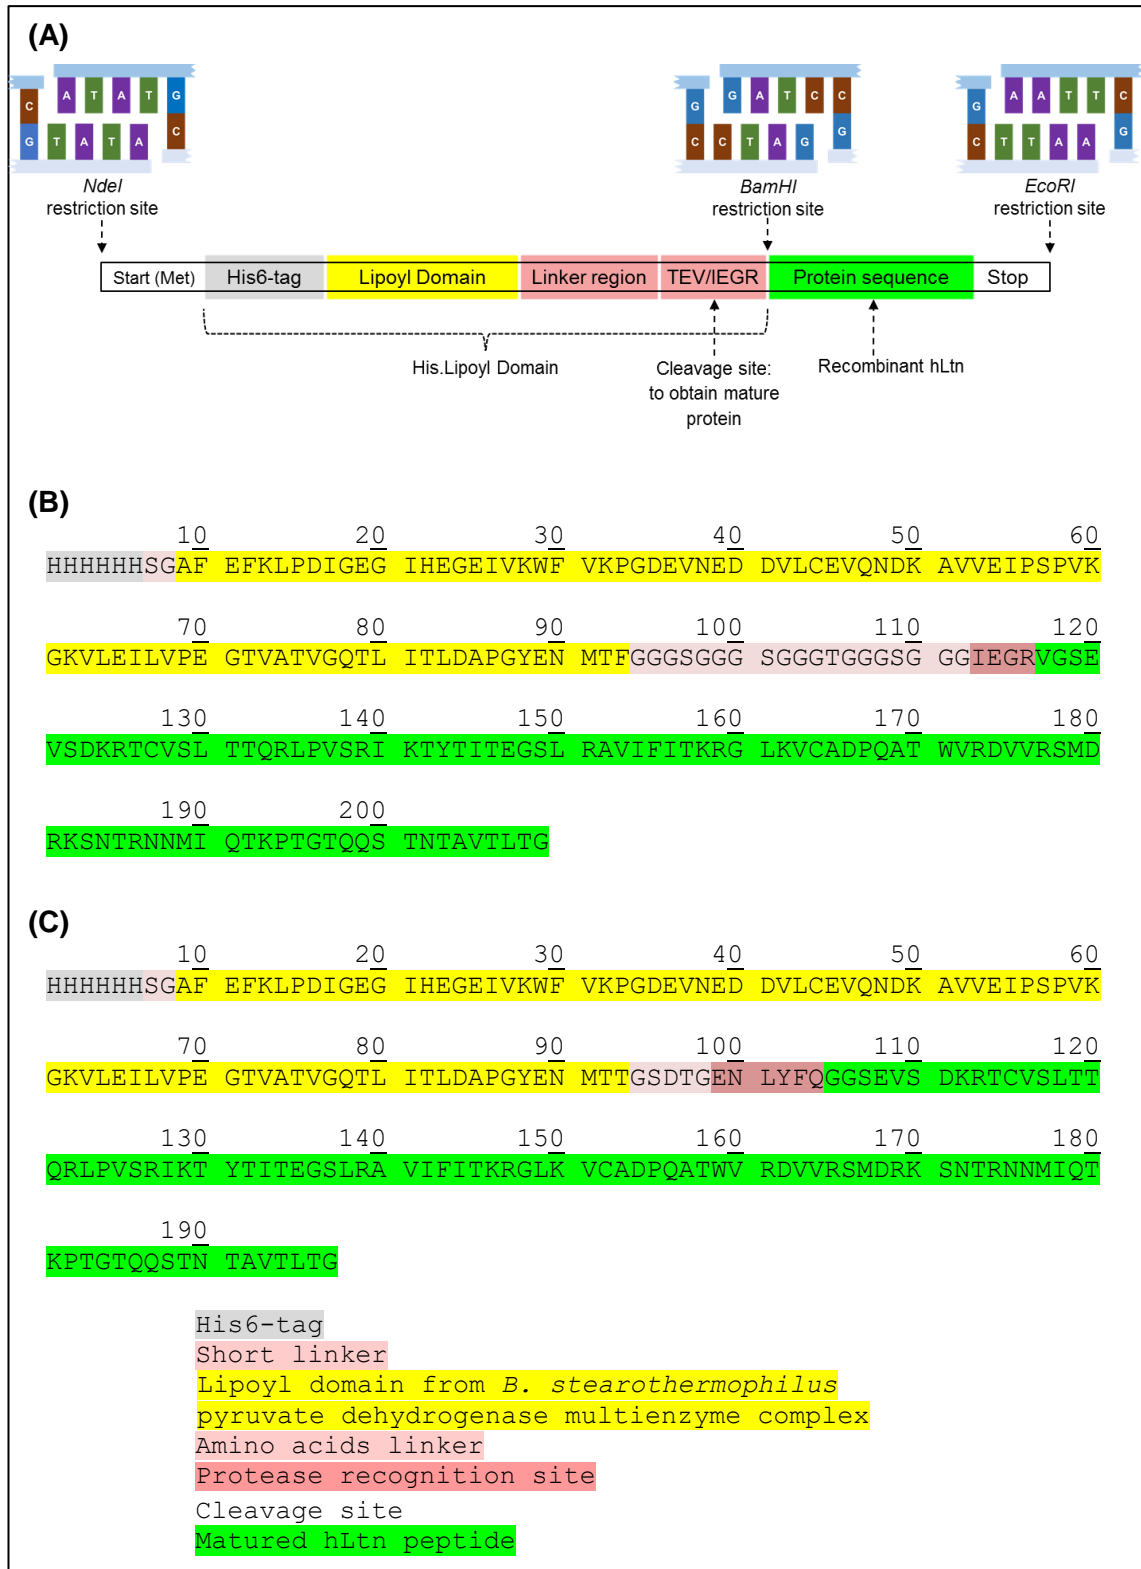 (A)
C A T A T G
G T A T A C
G G A T C C
C C T A G G
G A A T T C
C T T A A G
NdeI
restriction site
BamHI
restriction site
EcoRI
restriction site
Start (Met) His6-tag Lipoyl Domain Linker region TEV/IEGR Protein sequence Stop
His.Lipoyl Domain
Cleavage site:
to obtain mature
protein
Recombinant hLtn
(B)
10 20 30 40 50 60
HHHHHHSGAF EFKLPDIGEG IHEGEIVKWF VKPGDEVNED DVLCEVQNDK AVVEIPSPVK
70 80 90 100 110 120
GKVLEILVPE GTVATVGQTL ITLDAPGYEN MTFGGGSGGG SGGGTGGGSG GGIEGRVGSE
130 140 150 160 170 180
VSDKRTCVSL TTQRLPVSRI KTYTITEGSL RAVIFITKRG LKVCADPQAT WVRDVVRSMD
190 200
RKSNTRNNMI QTKPTGTQQS TNTAVTLTG
(C)
10 20 30 40 50 60
HHHHHHSGAF EFKLPDIGEG IHEGEIVKWF VKPGDEVNED DVLCEVQNDK AVVEIPSPVK
70 80 90 100 110 120
GKVLEILVPE GTVATVGQTL ITLDAPGYEN MTTGSDTGEN LYFQGGSEVS DKRTCVSLTT
130 140 150 160 170 180
QRLPVSRIKT YTITEGSLRA VIFITKRGLK VCADPQATWV RDVVRSMDRK SNTRNNMIQT
190
KPTGTQQSTN TAVTLTG
His6-tag
Short linker
Lipoyl domain from B. stearothermophilus
pyruvate dehydrogenase multienzyme complex
Amino acids linker
Protease recognition site
Cleavage site
Matured hLtn peptide